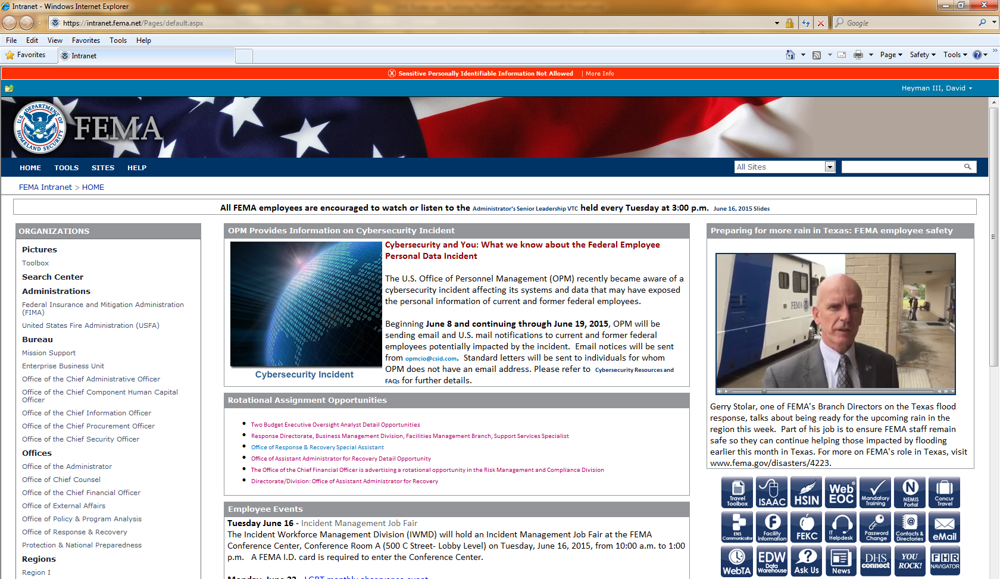 Intranet - Windows Internet Explorer
https://intranet.fema.net/Pages/default.aspx
Google
File Edit View Favorites Tools Help
Favorites
Intranet
Page Safety Tools
Sensitive Personally Identifiable Information Not Allowed | More Info
Heyman III, David
U.S. DEPARTMENT OF HOMELAND SECURITY
FEMA
HOME TOOLS SITES HELP
All Sites
FEMA Intranet > HOME
All FEMA employees are encouraged to watch or listen to the Administrator's Senior Leadership VTC held every Tuesday at 3:00 p.m. June 16, 2015 Slides
ORGANIZATIONS
Pictures
Toolbox
Search Center
Administrations
Federal Insurance and Mitigation Administration
(FIMA)
United States Fire Administration (USFA)
Bureau
Mission Support
Enterprise Business Unit
Office of the Chief Administrative Officer
Office of the Chief Component Human Capital
Officer
Office of the Chief Information Officer
Office of the Chief Procurement Officer
Office of the Chief Security Officer
Offices
Office of the Administrator
Office of Chief Counsel
Office of the Chief Financial Officer
Office of External Affairs
Office of Policy & Program Analysis
Office of Response & Recovery
Protection & National Preparedness
Regions
Region I
OPM Provides Information on Cybersecurity Incident
Cybersecurity Incident
Cybersecurity and You: What we know about the Federal Employee
Personal Data Incident
The U.S. Office of Personnel Management (OPM) recently became aware of a
cybersecurity incident affecting its systems and data that may have exposed
the personal information of current and former federal employees.
Beginning June 8 and continuing through June 19, 2015, OPM will be
sending email and U.S. mail notifications to current and former federal
employees potentially impacted by the incident. Email notices will be sent
from opmcio@csid.com. Standard letters will be sent to individuals for whom
OPM does not have an email address. Please refer to Cybersecurity Resources and
FAQs for further details.
Rotational Assignment Opportunities
Two Budget Executive Oversight Analyst Detail Opportunities
Response Directorate, Business Management Division, Facilities Management Branch, Support Services Specialist
Office of Response & Recovery Special Assistant
Office of Assistant Administrator for Recovery Detail Opportunity
The Office of the Chief Financial Officer is advertising a rotational opportunity in the Risk Management and Compliance Division
Directorate/Division: Office of Assistant Administrator for Recovery
Employee Events
Tuesday June 16 - Incident Management Job Fair
The Incident Workforce Management Division (IWMD) will hold an Incident Management Job Fair at the FEMA
Conference Center, Conference Room A (500 C Street- Lobby Level) on Tuesday, June 16, 2015, from 10:00 a.m. to 1:00
p.m. A FEMA I.D. card is required to enter the Conference Center.
Monday June 22 - LGBT monthly observance event
Preparing for more rain in Texas: FEMA employee safety
FEMA
Gerry Stolar, one of FEMA's Branch Directors on the Texas flood
response, talks about being ready for the upcoming rain in the
region this week. Part of his job is to ensure FEMA staff remain
safe so they can continue helping those impacted by flooding
earlier this month in Texas. For more on FEMA's role in Texas, visit
www.fema.gov/disasters/4223.
Travel Toolbox
ISAAC
HSIN
Web EOC
Mandatory Training
NEMIS Portal
Concur Travel
ENS Communicator
Facility Information
FEKC
IT Helpdesk
Password Change
Contacts & Directories
eMail
WebTA
EDW Data Warehouse
Ask Us
News
DHS connect
YOU ROCK!
FHR NAVIGATOR